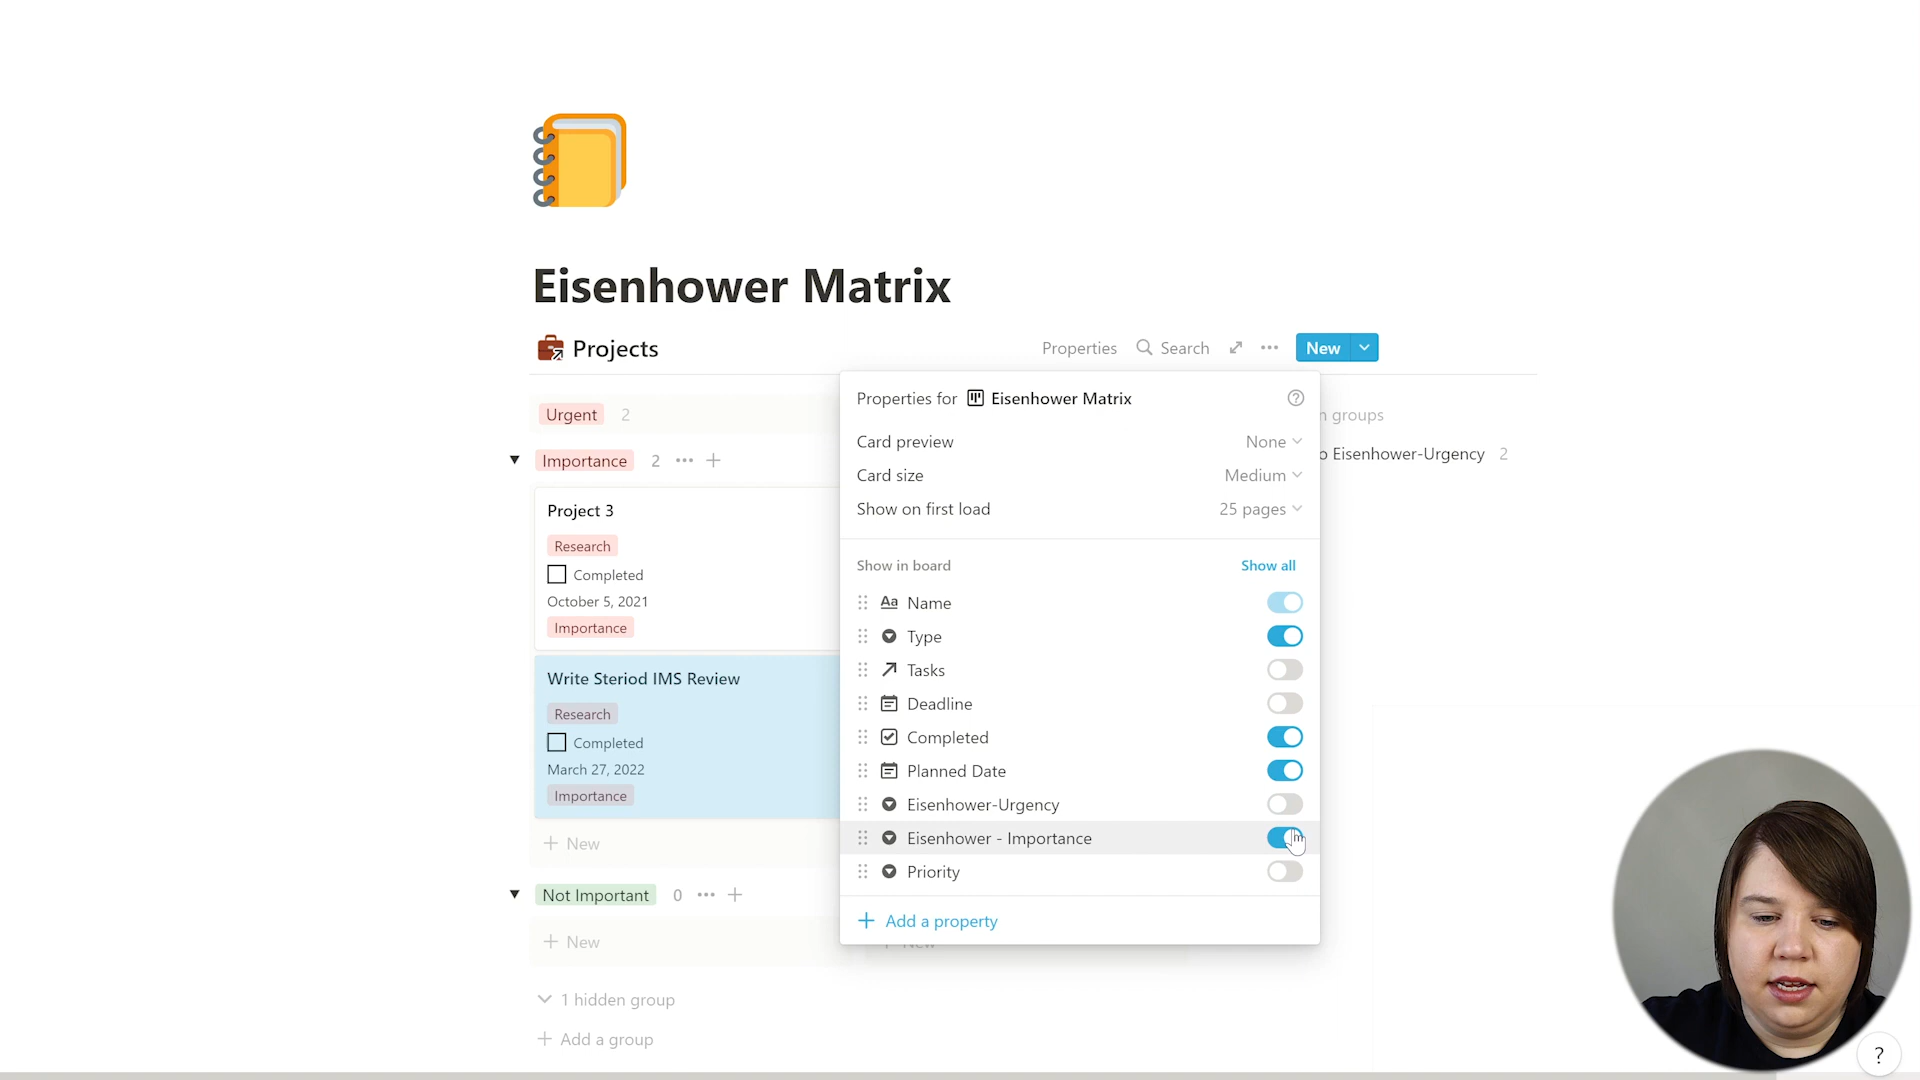 Eisenhower Matrix
Projects
Properties
Search
New
Urgent 2
Importance 2
Project 3
Research
Completed
October 5, 2021
Importance
Write Steriod IMS Review
Research
Completed
March 27, 2022
Importance
New
Not Important 0
New
1 hidden group
Add a group
Properties for Eisenhower Matrix
Card preview None
Card size Medium
Show on first load 25 pages
Show in board Show all
Aa Name
Type
Tasks
Deadline
Completed
Planned Date
Eisenhower-Urgency
Eisenhower - Importance
Priority
Add a property
New
n groups
o Eisenhower-Urgency 2
?